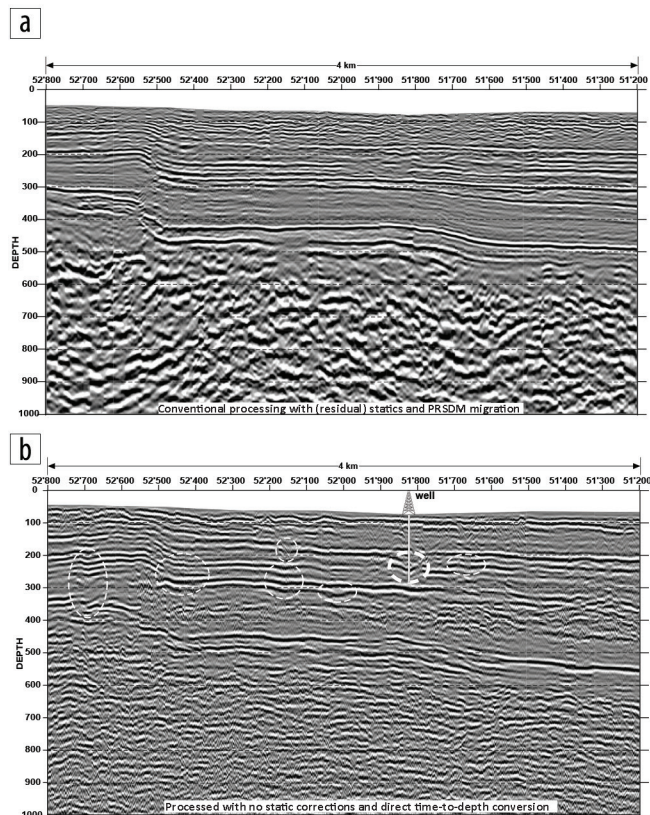 a
4 km
52'800 52'700 52'600 52'500 52'400 52'300 52'200 52'100 52'000 51'900 51'800 51'700 51'600 51'500 51'400 51'300 51'200
0
100
200
300
400
500
600
700
800
900
1000
DEPTH
Conventional processing with (residual) statics and PRSDM migration
b
4 km
52'800 52'700 52'600 52'500 52'400 52'300 52'200 52'100 52'000 51'900 51'800 51'700 51'600 51'500 51'400 51'300 51'200
well
0
100
200
300
400
500
600
700
800
900
1000
DEPTH
Processed with no static corrections and direct time-to-depth conversion